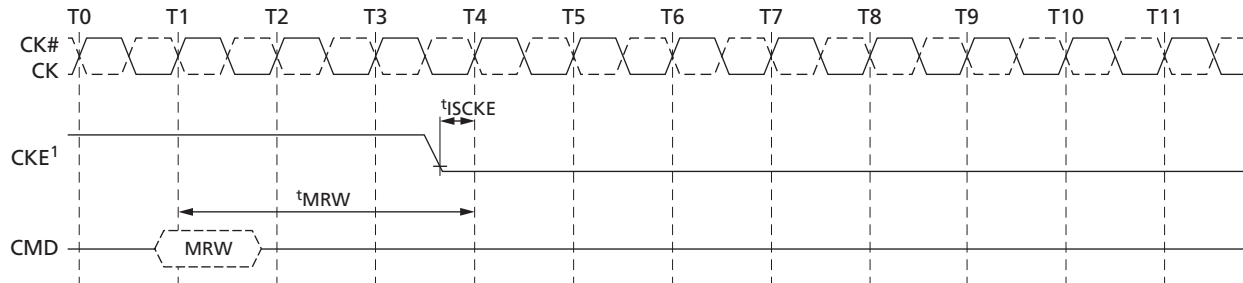 T0 T1 T2 T3 T4 T5 T6 T7 T8 T9 T10 T11
CK#
CK
tISCKE
CKE1
tMRW
CMD MRW